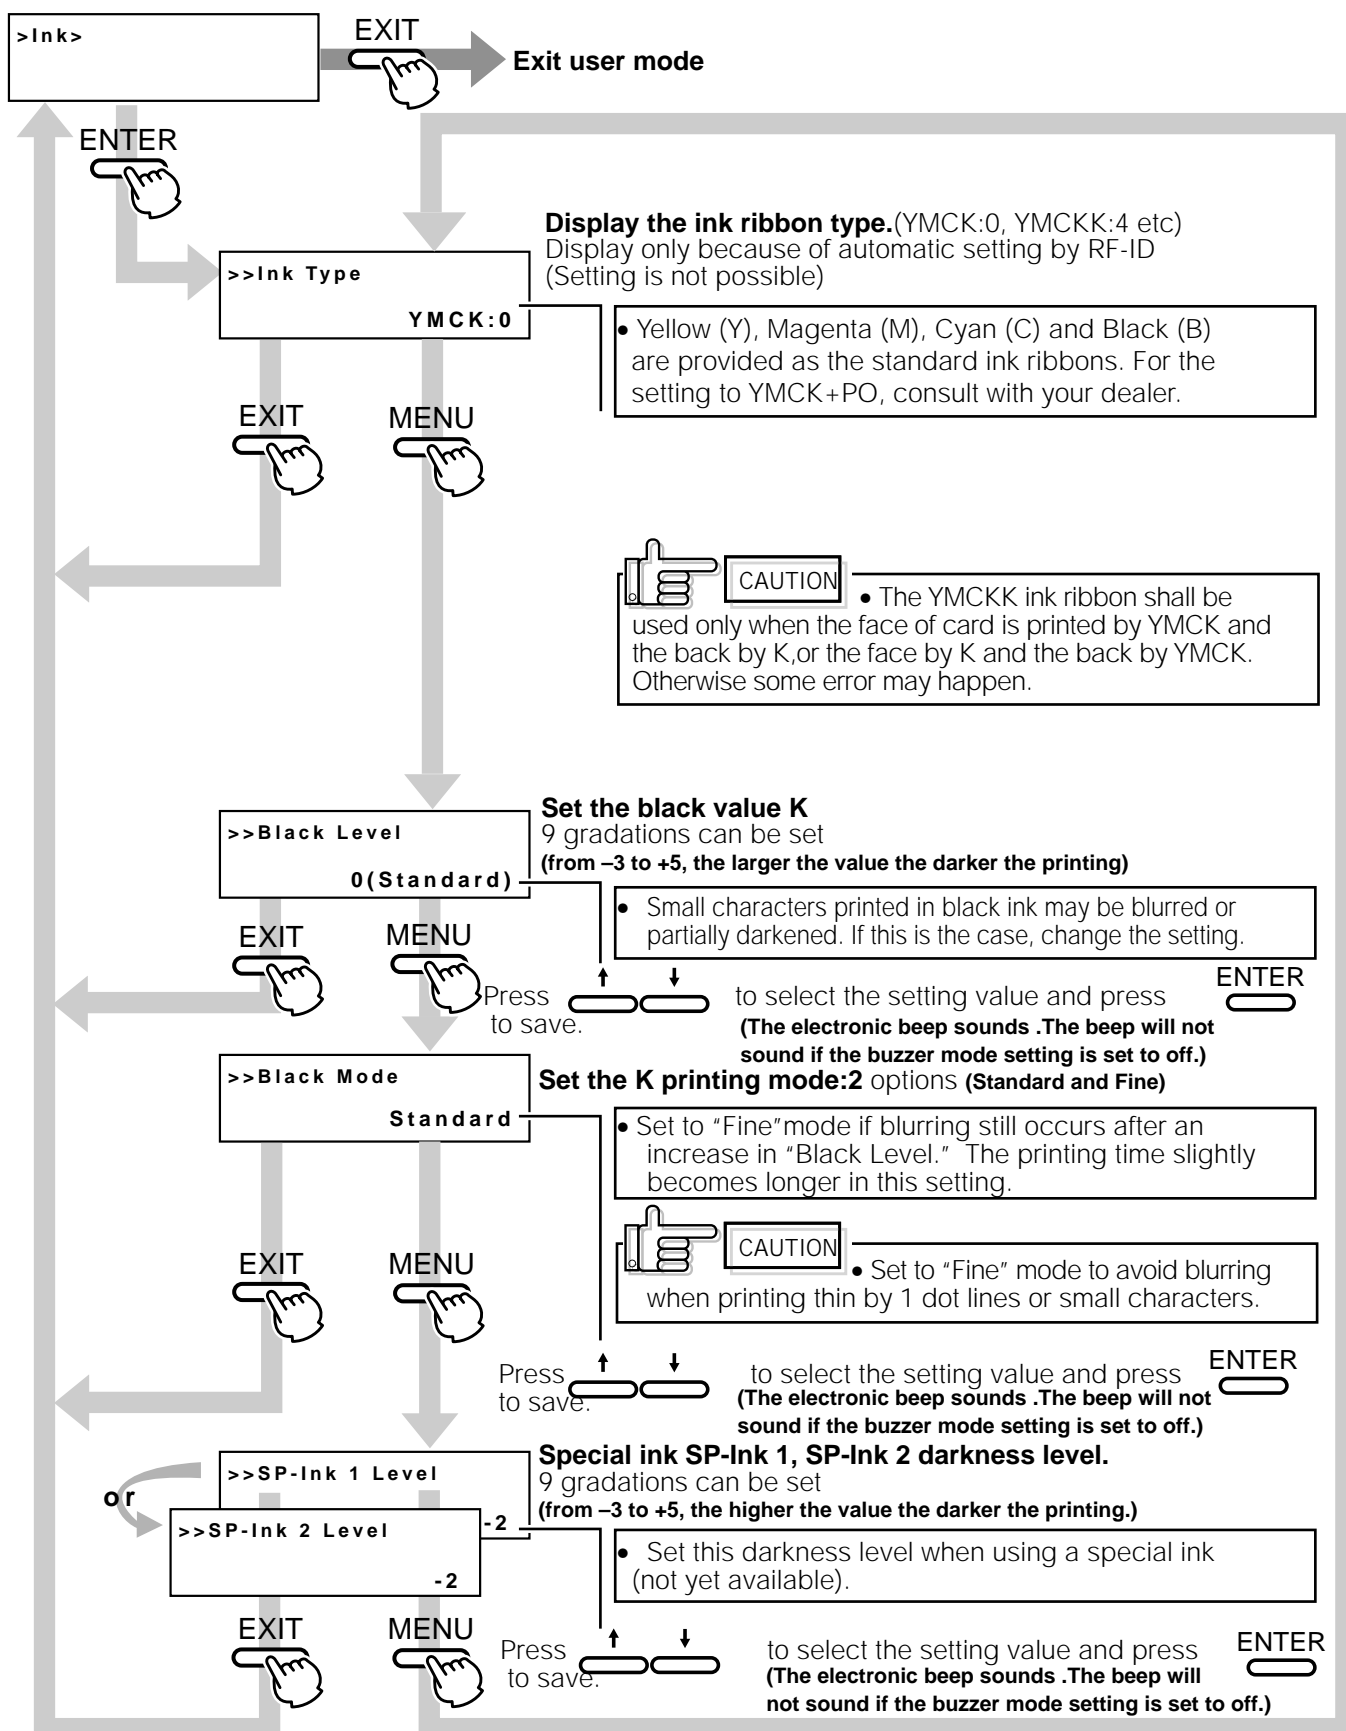 >Ink>
EXIT
Exit user mode
ENTER
Display the ink ribbon type.(YMCK:0, YMCKK:4 etc)
Display only because of automatic setting by RF-ID
(Setting is not possible)
>>Ink Type
YMCK:0
• Yellow (Y), Magenta (M), Cyan (C) and Black (B)
are provided as the standard ink ribbons. For the
setting to YMCK+PO, consult with your dealer.
EXIT
MENU
CAUTION
• The YMCKK ink ribbon shall be
used only when the face of card is printed by YMCK and
the back by K,or the face by K and the back by YMCK.
Otherwise some error may happen.
Set the black value K
9 gradations can be set
(from –3 to +5, the larger the value the darker the printing)
>>Black Level
0(Standard)
• Small characters printed in black ink may be blurred or
partially darkened. If this is the case, change the setting.
EXIT
MENU
Press ↑ ↓ to select the setting value and press ENTER
to save.
(The electronic beep sounds .The beep will not
sound if the buzzer mode setting is set to off.)
>>Black Mode
Standard
Set the K printing mode:2 options (Standard and Fine)
• Set to “Fine”mode if blurring still occurs after an
increase in “Black Level.” The printing time slightly
becomes longer in this setting.
CAUTION
• Set to “Fine” mode to avoid blurring
when printing thin by 1 dot lines or small characters.
EXIT
MENU
Press ↑ ↓ to select the setting value and press ENTER
to save.
(The electronic beep sounds .The beep will not
sound if the buzzer mode setting is set to off.)
Special ink SP-Ink 1, SP-Ink 2 darkness level.
9 gradations can be set
(from –3 to +5, the higher the value the darker the printing.)
>>SP-Ink 1 Level
-2
or
>>SP-Ink 2 Level
-2
• Set this darkness level when using a special ink
(not yet available).
EXIT
MENU
Press ↑ ↓ to select the setting value and press ENTER
to save.
(The electronic beep sounds .The beep will
not sound if the buzzer mode setting is set to off.)